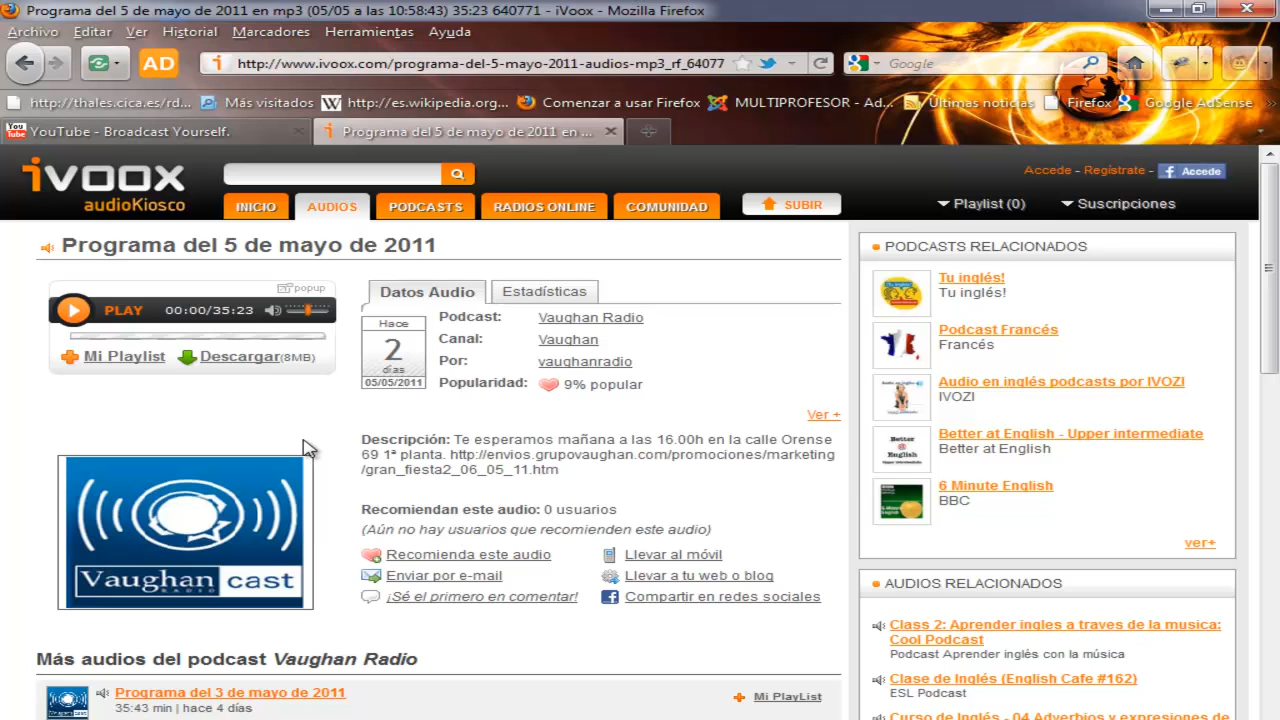 Programa del 5 de mayo de 2011 en mp3 (05/05 a las 10:58:43) 35:23 640771 - iVoox - Mozilla Firefox
Archivo Editar Ver Historial Marcadores Herramientas Ayuda
AD http://www.ivoox.com/programa-del-5-mayo-2011-audios-mp3_rf_64077 Google
http://thales.cica.es/rd... Más visitados http://es.wikipedia.org... Comenzar a usar Firefox MULTIPROFESOR - Ad... Últimas noticias Firefox Google AdSense
YouTube - Broadcast Yourself. Programa del 5 de mayo de 2011 en ...
ivoox
audioKiosco
Accede - Regístrate - Accede
INICIO AUDIOS PODCASTS RADIOS ONLINE COMUNIDAD SUBIR Playlist (0) Suscripciones
Programa del 5 de mayo de 2011
popup
PLAY 00:00/35:23
Mi Playlist Descargar(8MB)
Datos Audio Estadísticas
Hace
2
días
05/05/2011
Podcast: Vaughan Radio
Canal: Vaughan
Por: vaughanradio
Popularidad: 9% popular
Ver +
Descripción: Te esperamos mañana a las 16.00h en la calle Orense
69 1ª planta. http://envios.grupovaughan.com/promociones/marketing
/gran_fiesta2_06_05_11.htm
Recomiendan este audio: 0 usuarios
(Aún no hay usuarios que recomienden este audio)
Recomienda este audio Llevar al móvil
Enviar por e-mail Llevar a tu web o blog
¡Sé el primero en comentar! Compartir en redes sociales
Vaughan cast
RADIO
Más audios del podcast Vaughan Radio
Programa del 3 de mayo de 2011
35:43 min | hace 4 días
Mi PlayList
PODCASTS RELACIONADOS
Tu inglés!
Tu inglés!
Podcast Francés
Francés
Audio en inglés podcasts por IVOZI
IVOZI
Better at English - Upper intermediate
Better at English
6 Minute English
BBC
ver+
AUDIOS RELACIONADOS
Class 2: Aprender ingles a traves de la musica:
Cool Podcast
Podcast Aprender inglés con la música
Clase de Inglés (English Cafe #162)
ESL Podcast
Curso de Inglés - 04 Adverbios y expresiones de